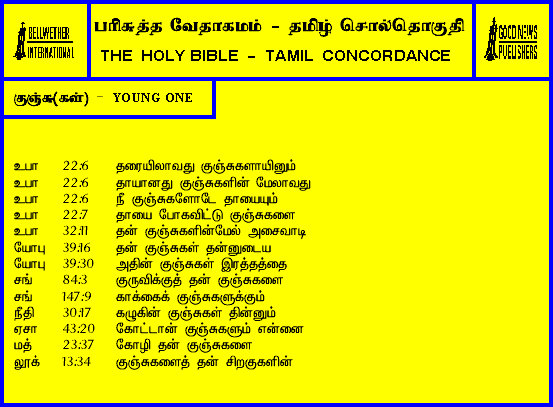 BELLWETHER
INTERNATIONAL
பரிசுத்த வேதாகமம் - தமிழ் சொல்தொகுதி
THE HOLY BIBLE - TAMIL CONCORDANCE
GOOD NEWS
PUBLISHERS
குஞ்சு(கள்) - YOUNG ONE
உபா 22:6 தரையிலாவது குஞ்சுகளாயினும்
உபா 22:6 தாயானது குஞ்சுகளின் மேலாவது
உபா 22:6 நீ குஞ்சுகளோடே தாயையும்
உபா 22:7 தாயை போகவிட்டு குஞ்சுகளை
உபா 32:11 தன் குஞ்சுகளின்மேல் அசைவாடி
யோபு 39:16 தன் குஞ்சுகள் தன்னுடைய
யோபு 39:30 அதின் குஞ்சுகள் இரத்தத்தை
சங் 84:3 குருவிக்குத் தன் குஞ்சுகளை
சங் 147:9 காக்கைக் குஞ்சுகளுக்கும்
நீதி 30:17 கழுகின் குஞ்சுகள் தின்னும்
ஏசா 43:20 கோட்டான் குஞ்சுகளும் என்னை
மத் 23:37 கோழி தன் குஞ்சுகளை
லூக் 13:34 குஞ்சுகளைத் தன் சிறகுகளின்